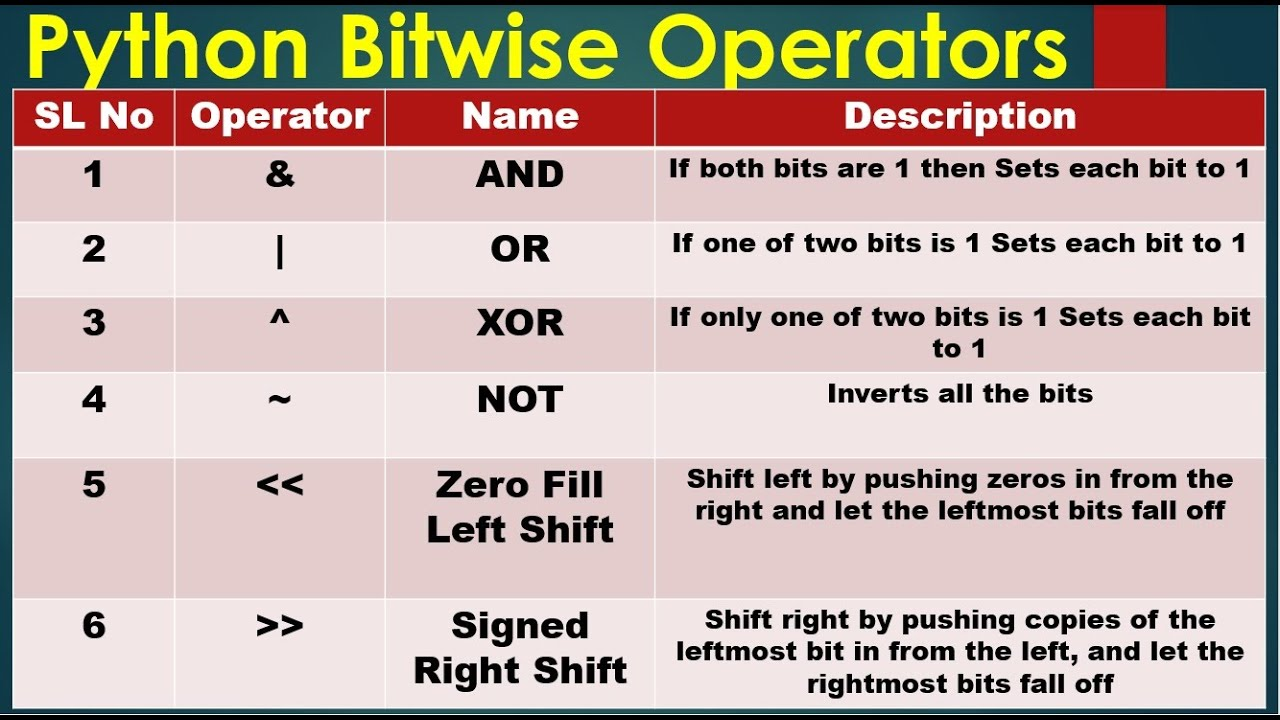 Python Bitwise Operators
SL No Operator Name Description
1 & AND If both bits are 1 then Sets each bit to 1
2 | OR If one of two bits is 1 Sets each bit to 1
3 ^ XOR If only one of two bits is 1 Sets each bit
to 1
4 ~ NOT Inverts all the bits
5 << Zero Fill
Left Shift
Shift left by pushing zeros in from the
right and let the leftmost bits fall off
6 >> Signed
Right Shift
Shift right by pushing copies of the
leftmost bit in from the left, and let the
rightmost bits fall off